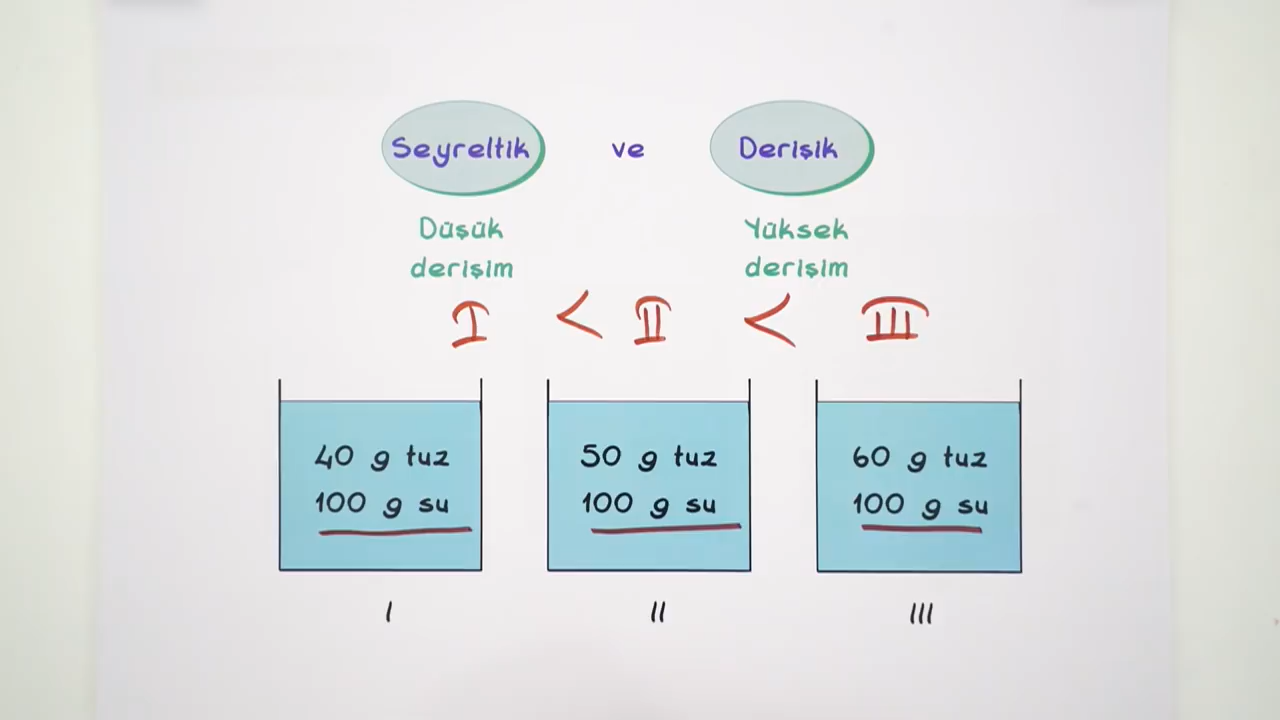 Seyreltik ve Derişik
Düşük derişim
Yüksek derişim
I < II < III
40 g tuz
100 g su
50 g tuz
100 g su
60 g tuz
100 g su
I
II
III